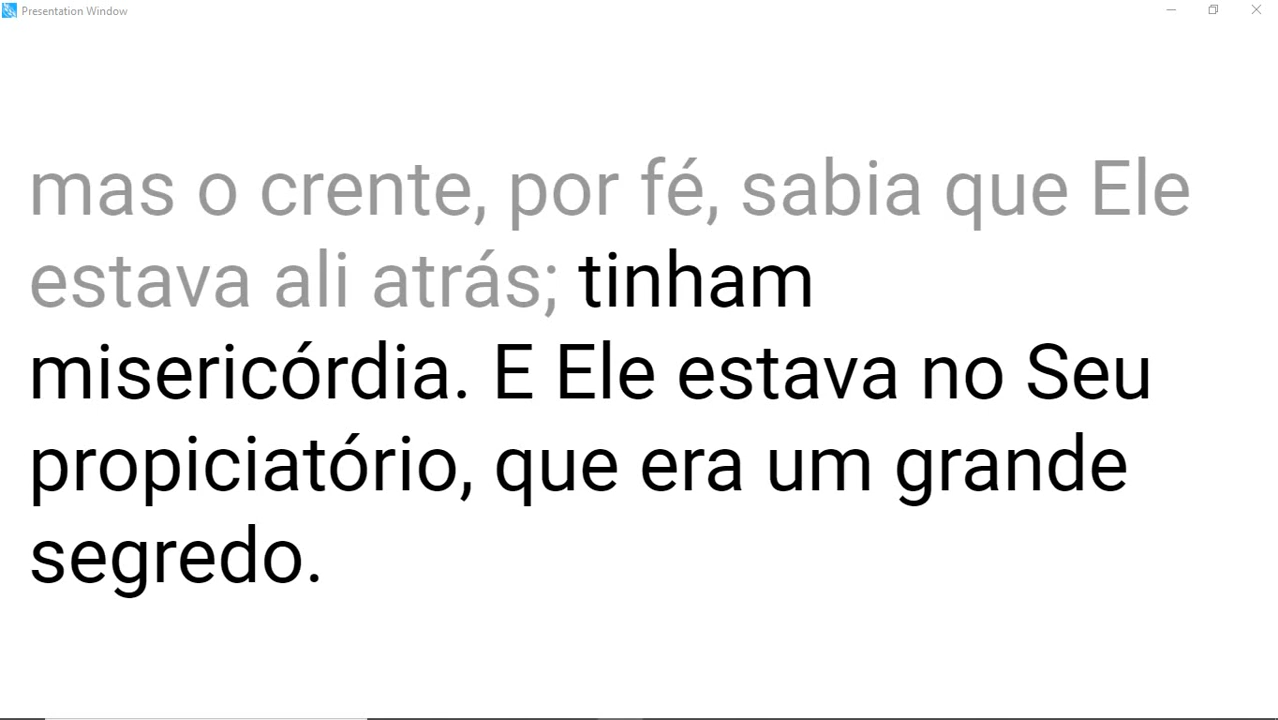 Presentation Window
mas o crente, por fé, sabia que Ele
estava ali atrás; tinham
misericórdia. E Ele estava no Seu
propiciatório, que era um grande
segredo.